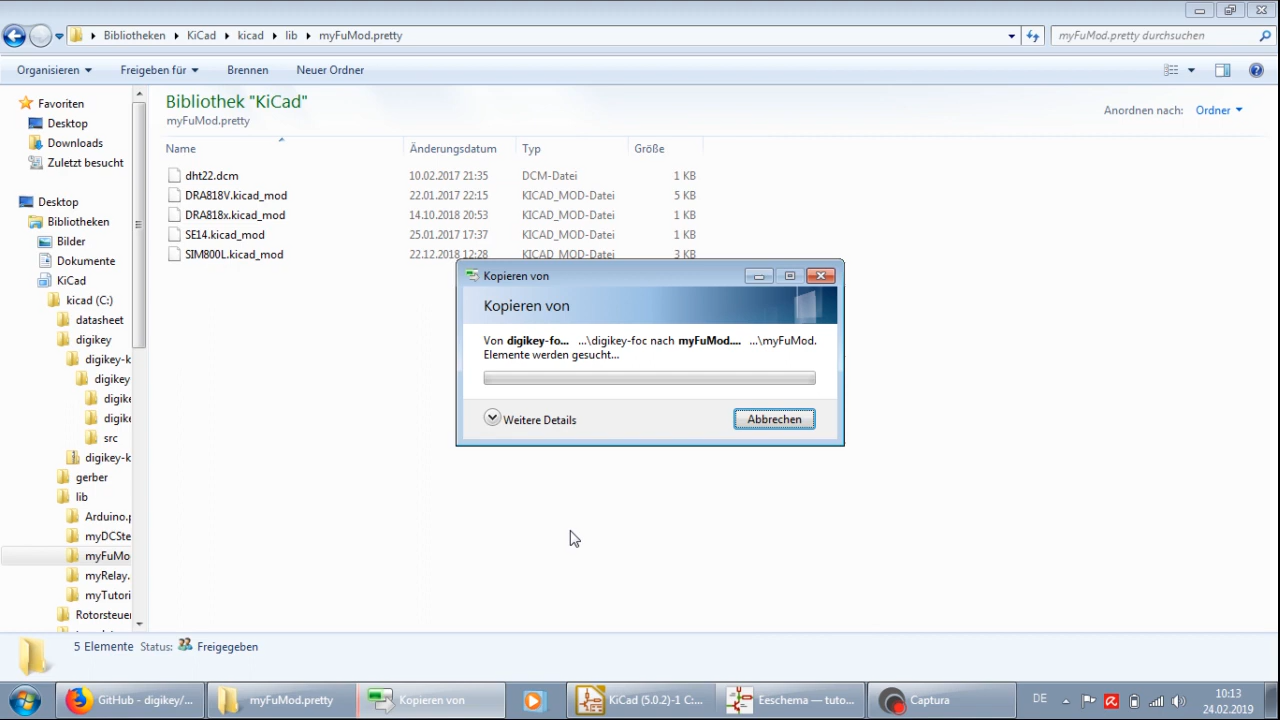 Bibliotheken KiCad kicad lib myFuMod.pretty
myFuMod.pretty durchsuchen
Organisieren Freigeben für Brennen Neuer Ordner
Favoriten
Desktop
Downloads
Zuletzt besucht
Desktop
Bibliotheken
Bilder
Dokumente
KiCad
kicad (C:)
datasheet
digikey
digikey-k
digikey
digike
digike
src
digikey-k
gerber
lib
Arduino.p
myDCSte
myFuMo
myRelay.
myTutori
Rotorsteuer
Bibliothek "KiCad"
myFuMod.pretty
Anordnen nach: Ordner
Name Änderungsdatum Typ Größe
dht22.dcm 10.02.2017 21:35 DCM-Datei 1 KB
DRA818V.kicad_mod 22.01.2017 22:15 KICAD_MOD-Datei 5 KB
DRA818x.kicad_mod 14.10.2018 20:53 KICAD_MOD-Datei 1 KB
SE14.kicad_mod 25.01.2017 17:37 KICAD_MOD-Datei 1 KB
SIM800L.kicad_mod 22.12.2018 12:28 KICAD_MOD-Datei 3 KB
Kopieren von
Kopieren von
Von digikey-fo... ...\digikey-foc nach myFuMod.... ...\myFuMod.
Elemente werden gesucht...
Weitere Details
Abbrechen
5 Elemente Status: Freigegeben
GitHub - digikey/... myFuMod.pretty Kopieren von KiCad (5.0.2)-1 C:... Eeschema — tuto... Captura DE
10:13
24.02.2019